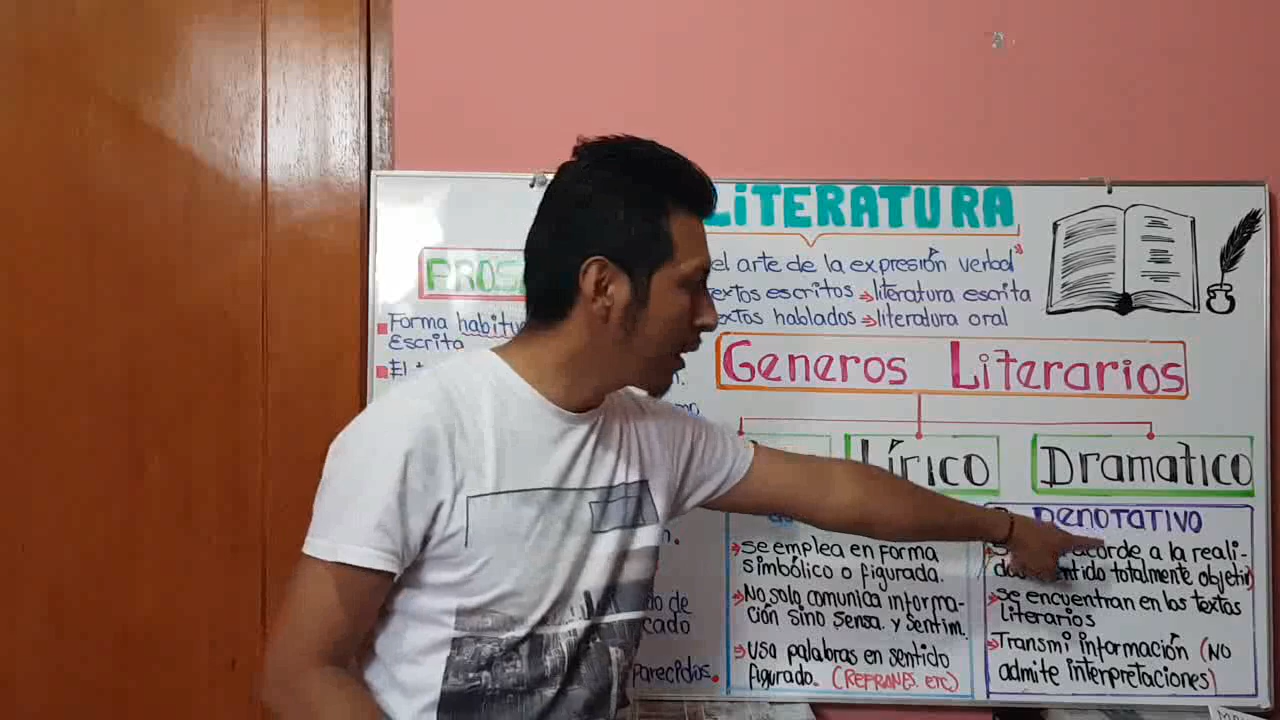 LITERATURA
el arte de la expresión verbal
textos escritos ⇒ literatura escrita
textos hablados ⇒ literatura oral
PROSA
Forma
Escrita
El
Generos Literarios
Lírico
Dramatico
DENOTATIVO
se emplea en forma
simbólico o figurada.
No solo comunica informa-
ción sino sensa. y sentim.
Usa palabras en sentido
figurado. (REFRANES. ETC)
acorde a la reali-
totalmente objetiv
se encuentran en los textos
literarios
Transmi información (NO
admite interpretaciones)
do de
cado
parecidos.